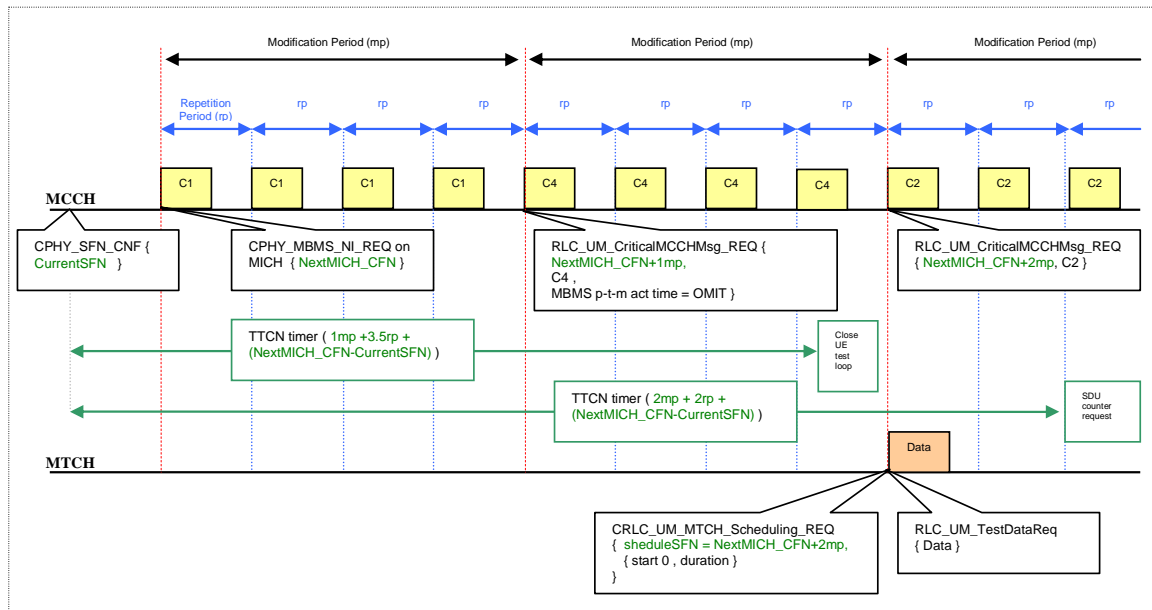 Modification Period (mp)
Modification Period (mp)
Modification Period (mp)
Repetition
Period (rp)
rp
rp
rp
rp
rp
rp
rp
rp
rp
rp
C1
C1
C1
C1
C4
C4
C4
C4
C2
C2
C2
MCCH
CPHY_SFN_CNF {
CurrentSFN }
CPHY_MBMS_NI_REQ on
MICH { NextMICH_CFN }
RLC_UM_CriticalMCCHMsg_REQ {
NextMICH_CFN+1mp,
C4 ,
MBMS p-t-m act time = OMIT }
RLC_UM_CriticalMCCHMsg_REQ
{ NextMICH_CFN+2mp, C2 }
TTCN timer ( 1mp +3.5rp +
(NextMICH_CFN-CurrentSFN) )
Close
UE
test
loop
TTCN timer ( 2mp + 2rp +
(NextMICH_CFN-CurrentSFN) )
SDU
counter
request
Data
MTCH
CRLC_UM_MTCH_Scheduling_REQ
{ sheduleSFN = NextMICH_CFN+2mp,
{ start 0 , duration }
}
RLC_UM_TestDataReq
{ Data }